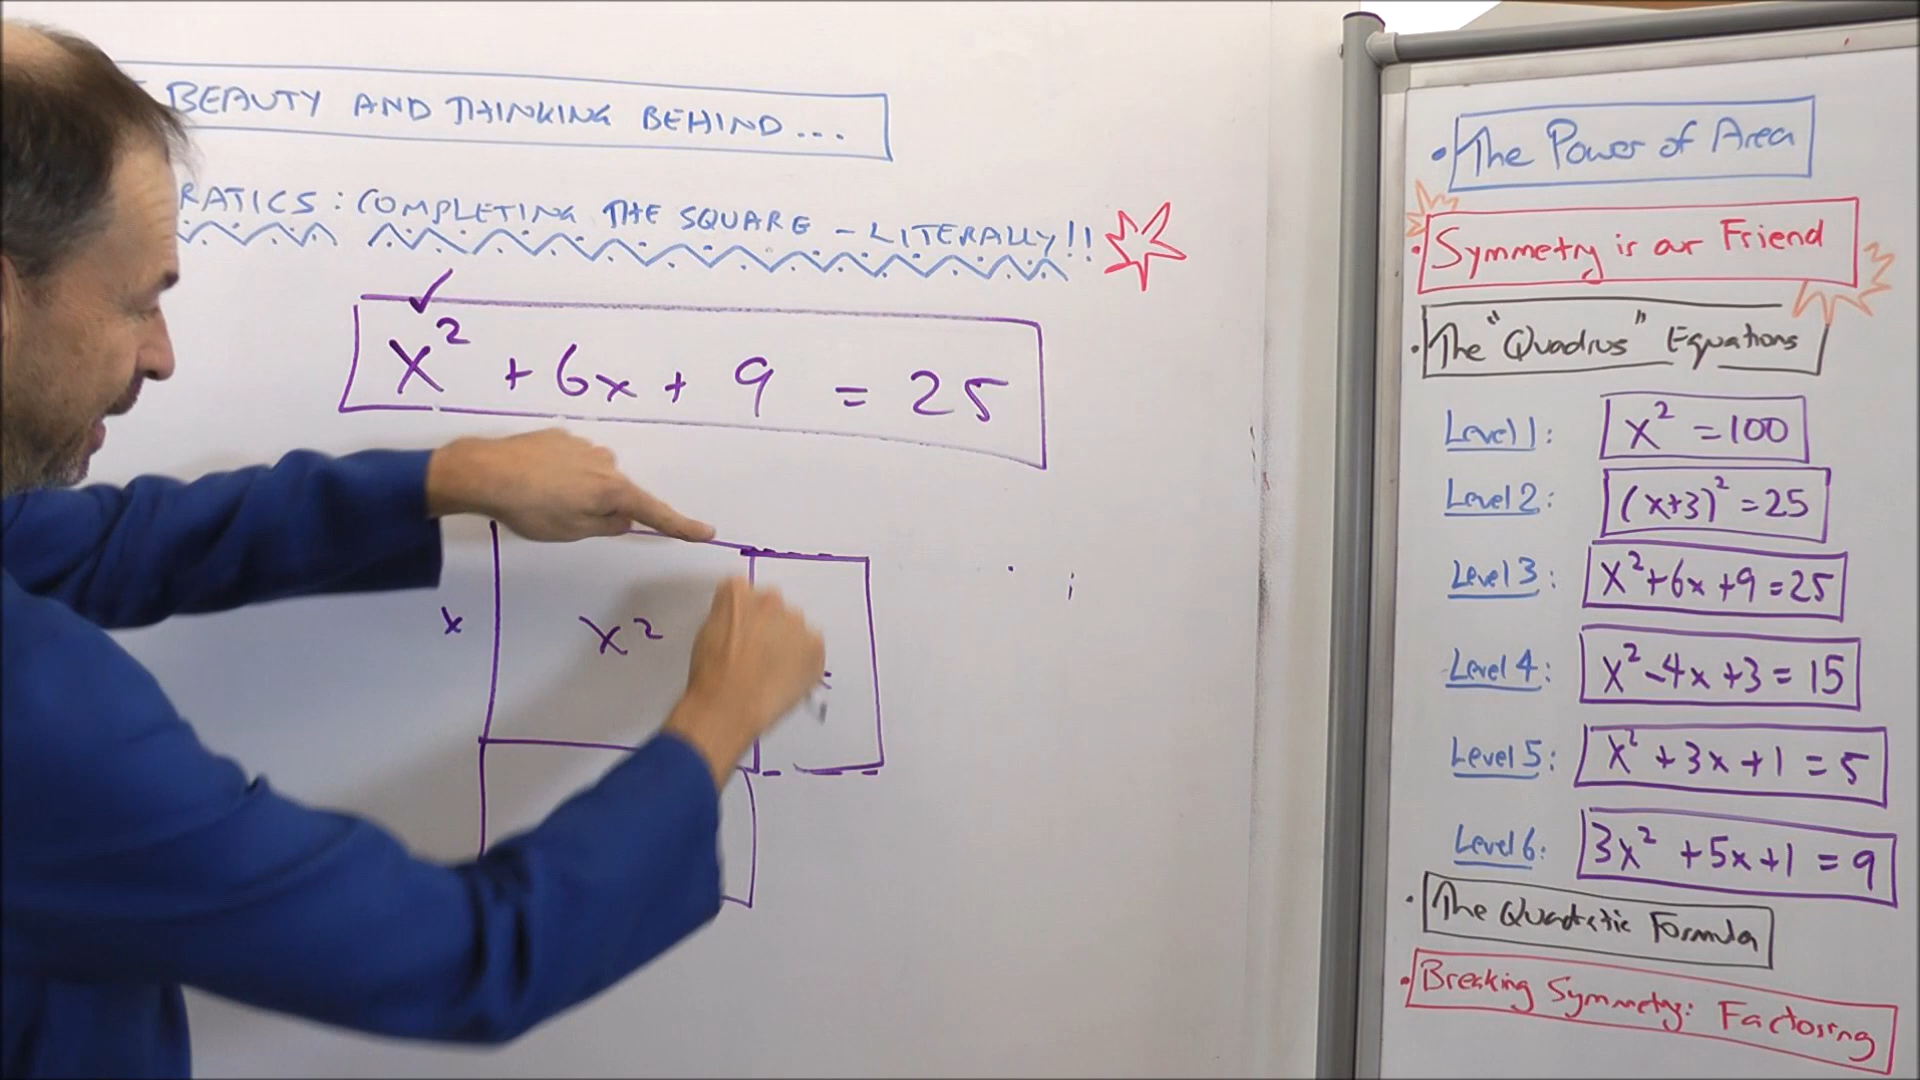 BEAUTY AND THINKING BEHIND...
RATICS: COMPLETING THE SQUARE - LITERALLY!!
x² + 6x + 9 = 25
x
x²
• The Power of Area
• Symmetry is our Friend
• The "Quadrus" Equations
Level 1: x² = 100
Level 2: (x+3)² = 25
Level 3: x²+6x+9=25
Level 4: x²-4x+3=15
Level 5: x²+3x+1=5
Level 6: 3x²+5x+1=9
• The Quadratic Formula
• Breaking Symmetry: Factoring